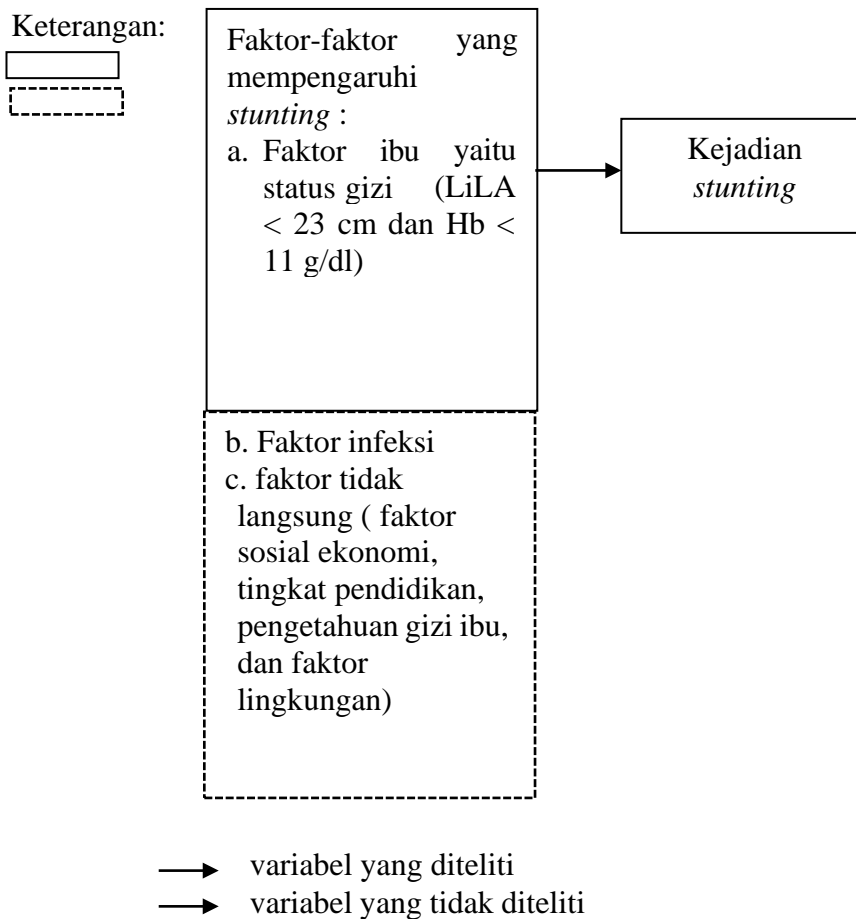 Keterangan:
Faktor-faktor yang
mempengaruhi
stunting :
a. Faktor ibu yaitu
status gizi (LiLA
< 23 cm dan Hb <
11 g/dl)
Kejadian
stunting
b. Faktor infeksi
c. faktor tidak
langsung ( faktor
sosial ekonomi,
tingkat pendidikan,
pengetahuan gizi ibu,
dan faktor
lingkungan)
variabel yang diteliti
variabel yang tidak diteliti